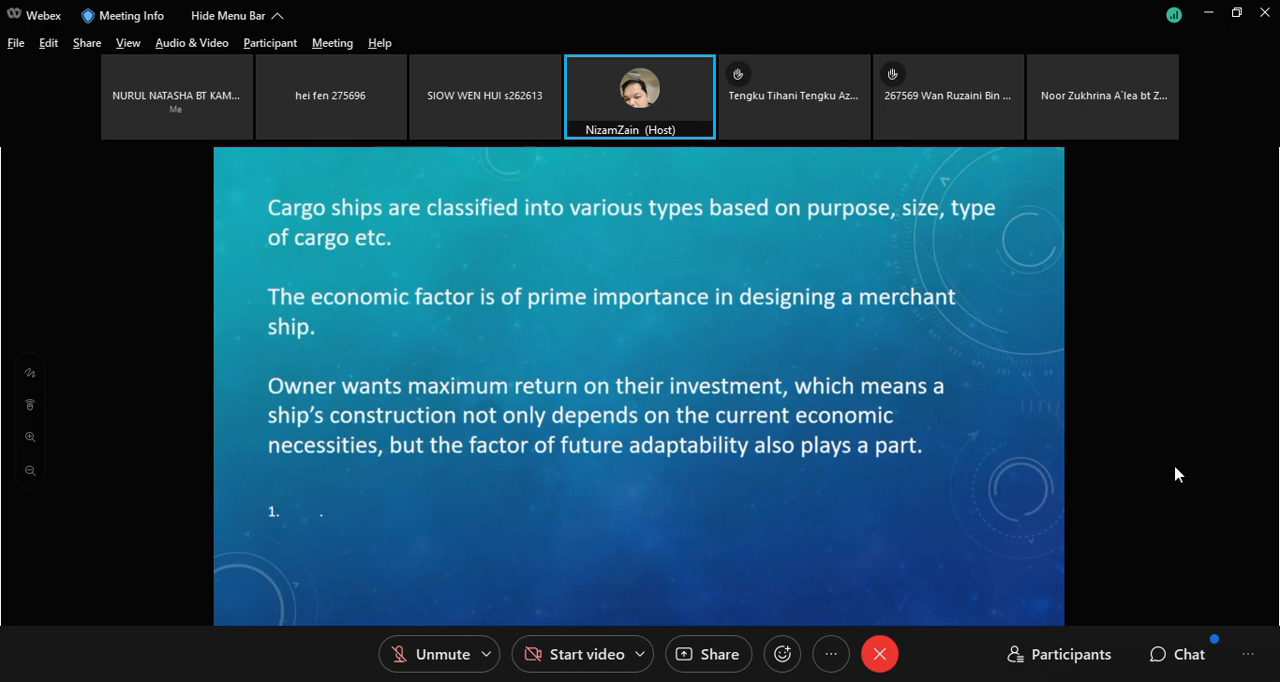 Webex
Meeting Info
Hide Menu Bar
File Edit Share View Audio & Video Participant Meeting Help
NURUL NATASHA BT KAM...
Me
hei fen 275696
SIOW WEN HUI s262613
NizamZain (Host)
Tengku Tihani Tengku Az...
267569 Wan Ruzaini Bin ...
Noor Zukhrina A`lea bt Z...
Cargo ships are classified into various types based on purpose, size, type
of cargo etc.
The economic factor is of prime importance in designing a merchant
ship.
Owner wants maximum return on their investment, which means a
ship’s construction not only depends on the current economic
necessities, but the factor of future adaptability also plays a part.
1. .
Unmute
Start video
Share
Participants
Chat